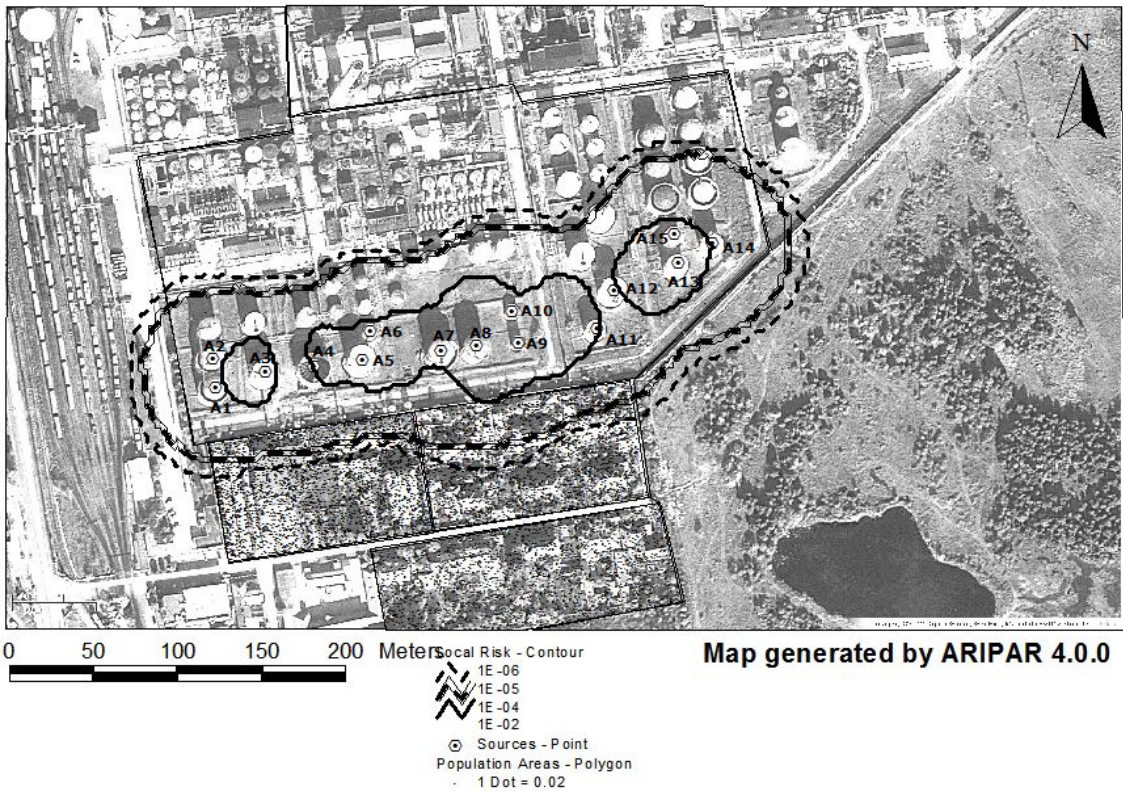 N
A15
A14
A13
A12
A10
A6
A11
A2
A7
A8
A9
A3
A4
A5
A1
0 50 100 150 200 Meters
Local Risk - Contour
Map generated by ARIPAR 4.0.0
1E -06
1E -05
1E -04
1E -02
Sources - Point
Population Areas - Polygon
1 Dot = 0.02